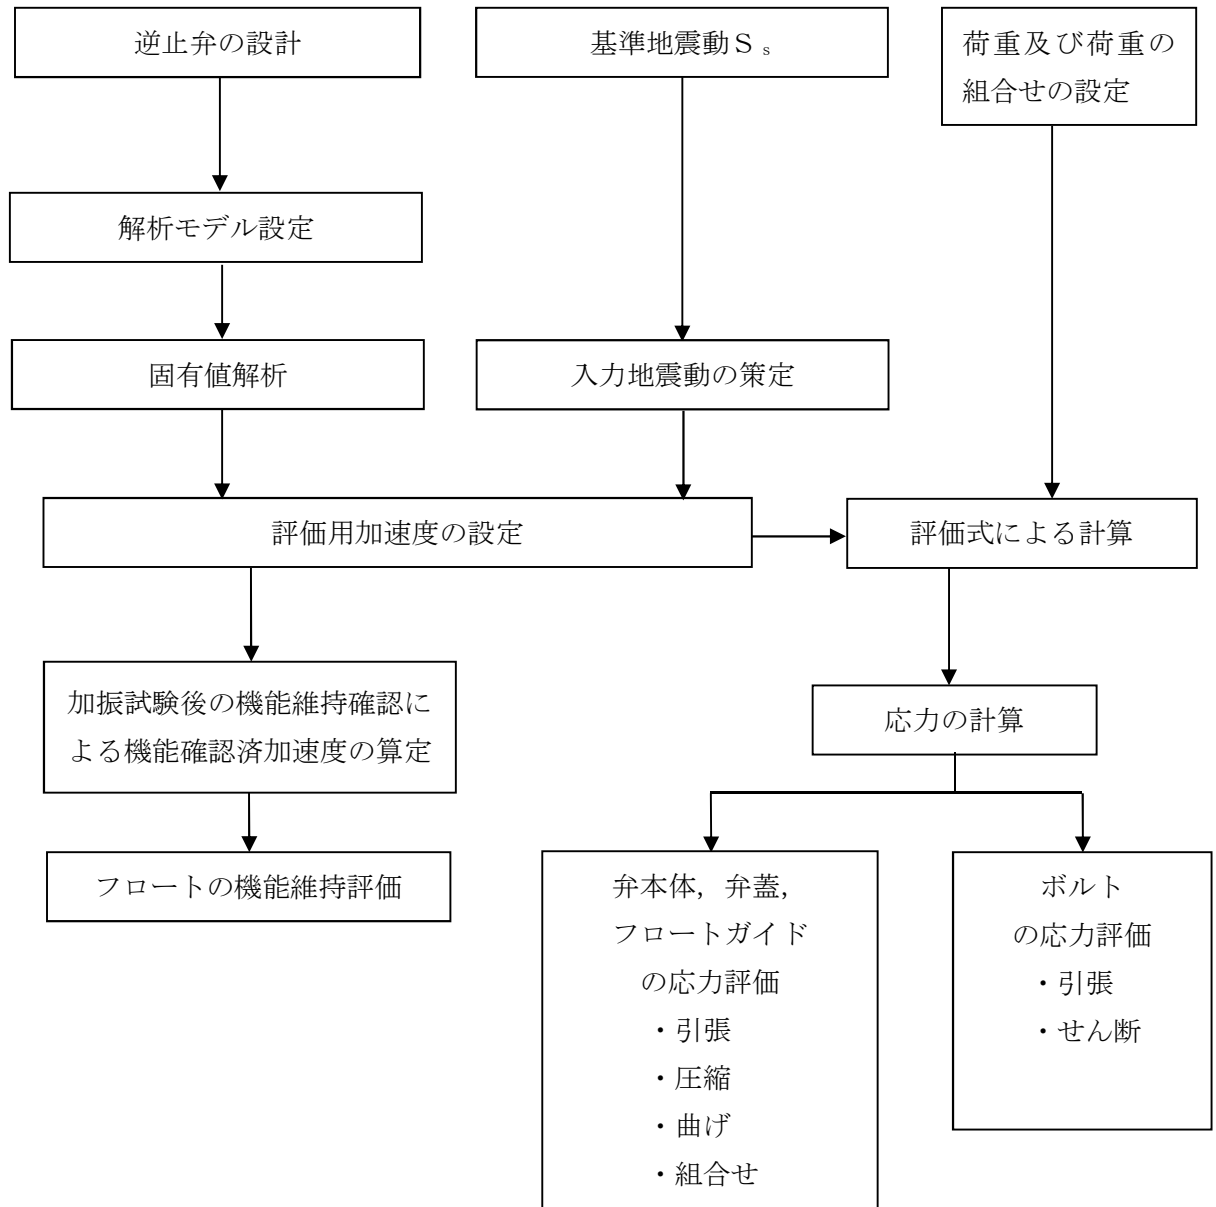 逆止弁の設計
基準地震動Ｓｓ
荷重及び荷重の
組合せの設定
解析モデル設定
固有値解析
入力地震動の策定
評価用加速度の設定
評価式による計算
加振試験後の機能維持確認に
よる機能確認済加速度の算定
応力の計算
フロートの機能維持評価
弁本体，弁蓋，
フロートガイド
の応力評価
・引張
・圧縮
・曲げ
・組合せ
ボルト
の応力評価
・引張
・せん断